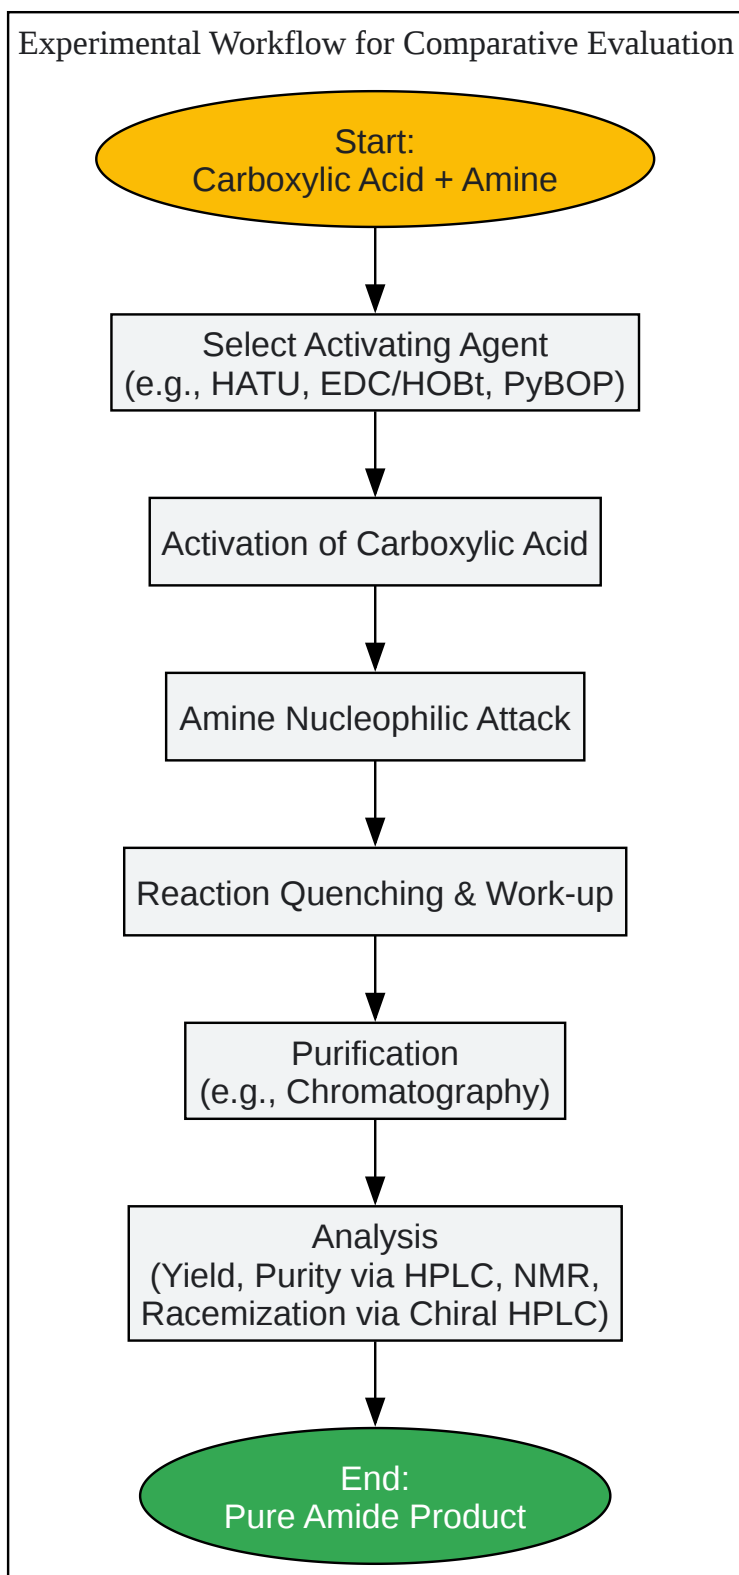 Experimental Workflow for Comparative Evaluation
Start:
Carboxylic Acid + Amine
Select Activating Agent
(e.g., HATU, EDC/HOBt, PyBOP)
Activation of Carboxylic Acid
Amine Nucleophilic Attack
Reaction Quenching & Work-up
Purification
(e.g., Chromatography)
Analysis
(Yield, Purity via HPLC, NMR,
Racemization via Chiral HPLC)
End:
Pure Amide Product